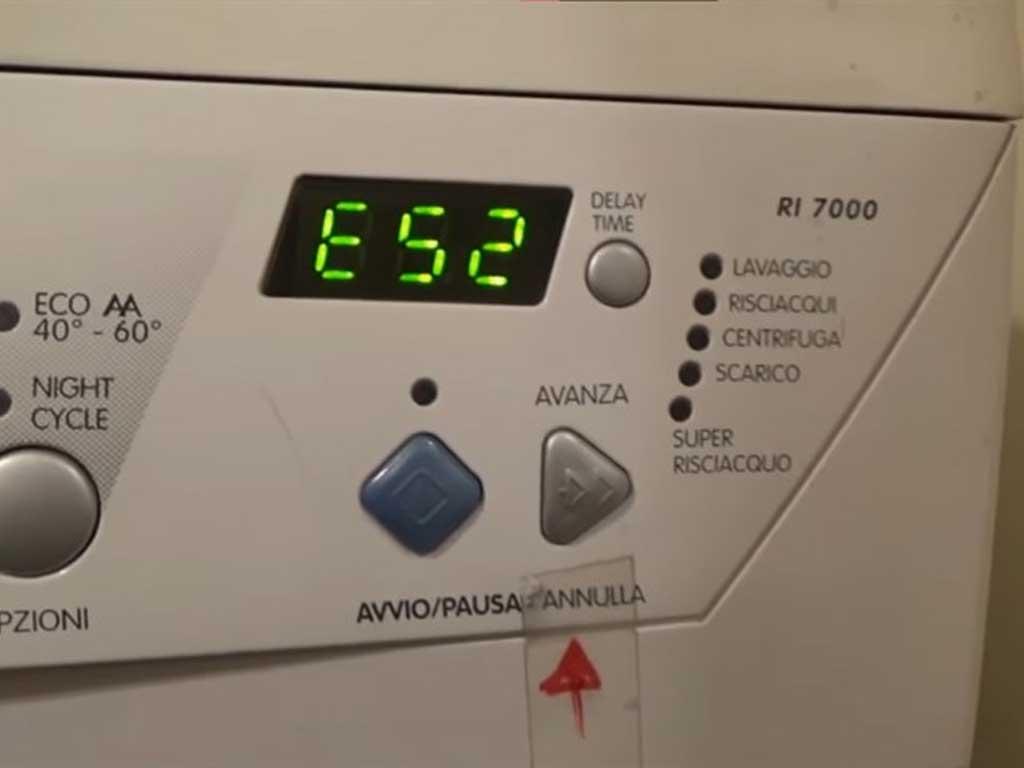 E52
DELAY
TIME
RI 7000
LAVAGGIO
RISCIACQUI
CENTRIFUGA
SCARICO
SUPER
RISCIACQUO
ECO AA
40° - 60°
NIGHT
CYCLE
AVANZA
PZIONI
AVVIO/PAUSA
ANNULLA